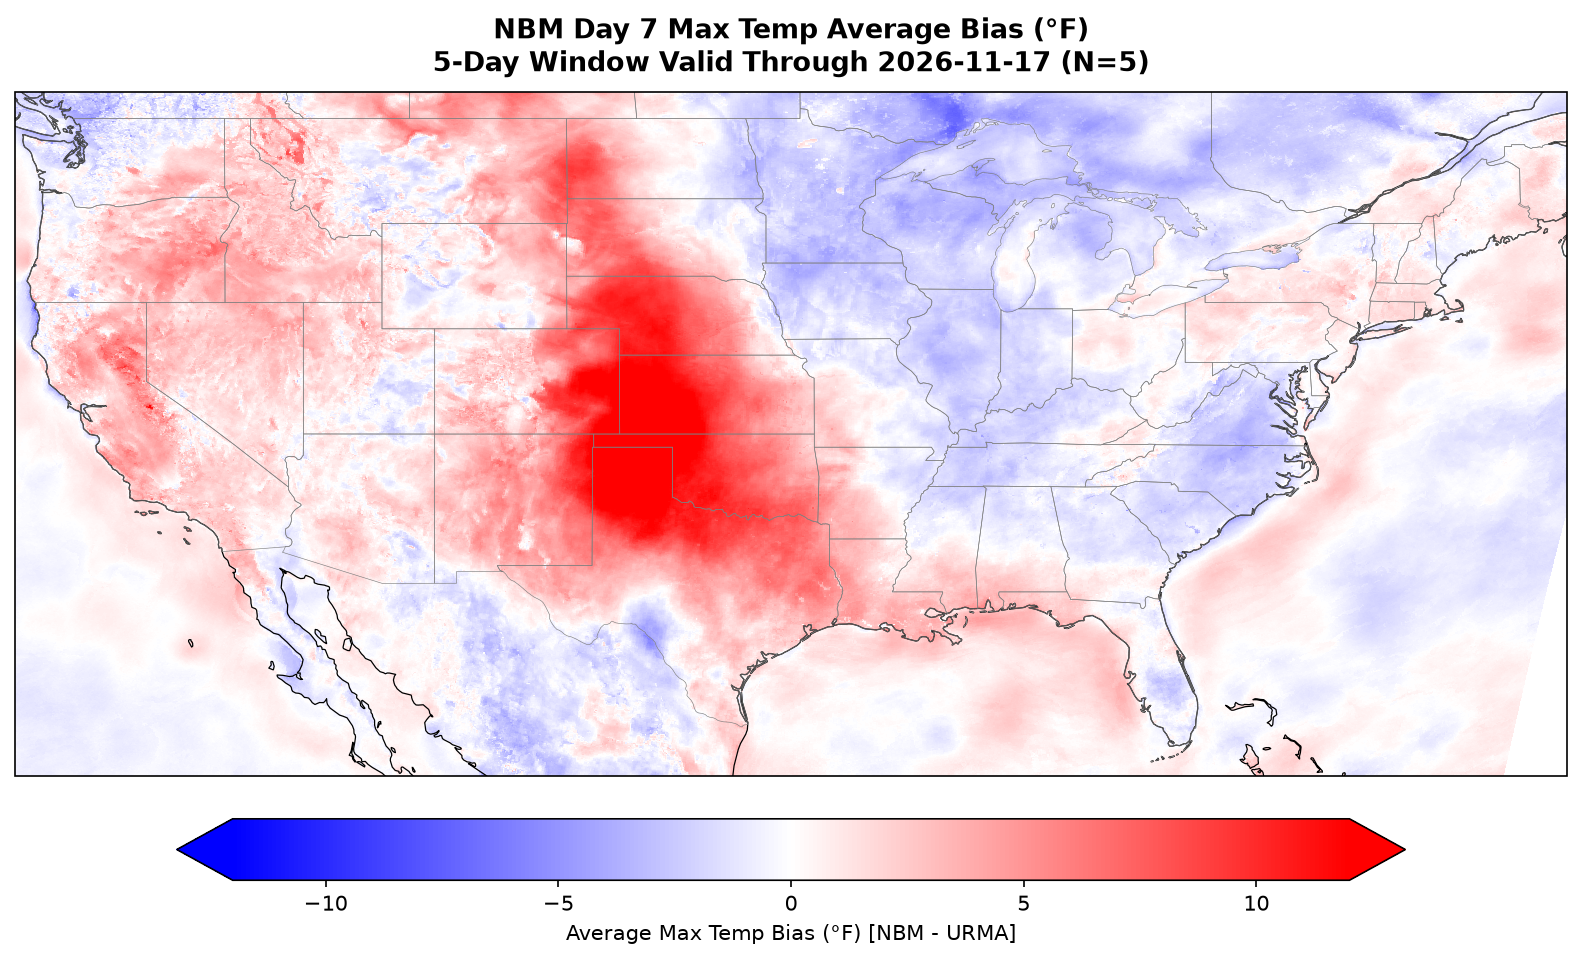 NBM Day 7 Max Temp Average Bias (°F)
5-Day Window Valid Through 2026-11-17 (N=5)
−10 −5 0 5 10
Average Max Temp Bias (°F) [NBM - URMA]